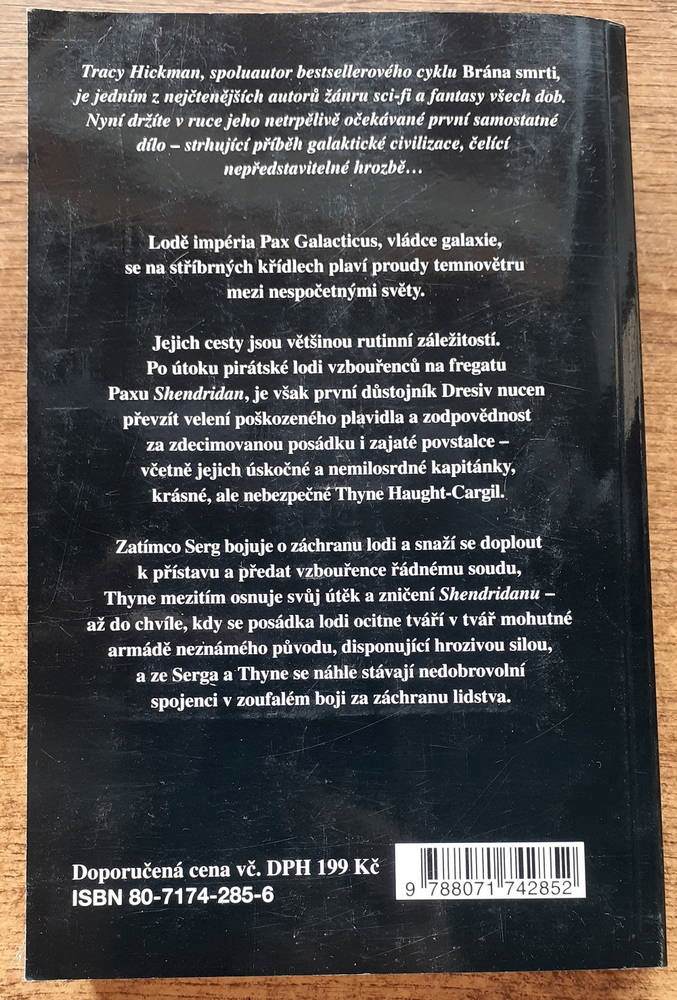 Tracy Hickman, spoluautor bestsellerového cyklu Brána smrti,
je jedním z nejčtenějších autorů žánru sci-fi a fantasy všech dob.
Nyní držíte v ruce jeho netrpělivě očekávané první samostatné
dílo – strhující příběh galaktické civilizace, čelící
nepředstavitelné hrozbě…
Lodě impéria Pax Galacticus, vládce galaxie,
se na stříbrných křídlech plaví proudy temnovětru
mezi nespočetnými světy.
Jejich cesty jsou většinou rutinní záležitostí.
Po útoku pirátské lodi vzbouřenců na fregatu
Paxu Shendridan, je však první důstojník Dresiv nucen
převzít velení poškozeného plavidla a zodpovědnost
za zdecimovanou posádku i zajaté povstalce –
včetně jejich úskočné a nemilosrdné kapitánky,
krásné, ale nebezpečné Thyne Haught-Cargil.
Zatímco Serg bojuje o záchranu lodi a snaží se doplout
k přístavu a předat vzbouřence řádnému soudu,
Thyne mezitím osnuje svůj útěk a zničení Shendridanu –
až do chvíle, kdy se posádka lodi ocitne tváří v tvář mohutné
armádě neznámého původu, disponující hrozivou silou,
a ze Serga a Thyne se náhle stávají nedobrovolní
spojenci v zoufalém boji za záchranu lidstva.
Doporučená cena vč. DPH 199 Kč
ISBN 80-7174-285-6
9 788071 742852